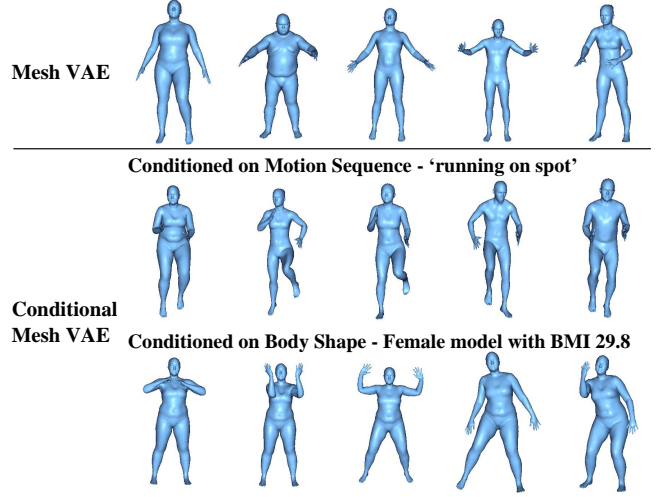 Mesh VAE
Conditioned on Motion Sequence - ‘running on spot’
Conditional
Mesh VAE
Conditioned on Body Shape - Female model with BMI 29.8